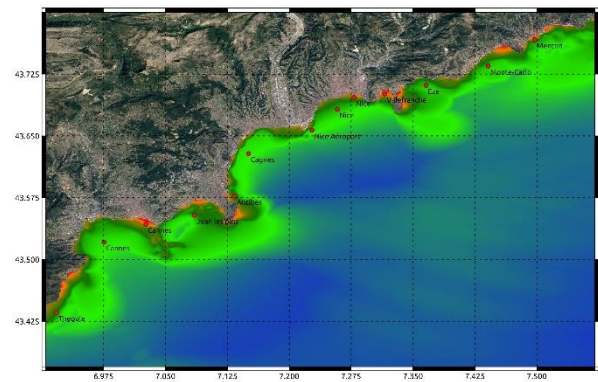 Menton
43.725
Monte-Carlo
Eze
Villefranche
Nice
Nice
43.650
Nice Aéroport
Cagnes
43.575
Antibes
Juan les pins
Cannes
Cannes
43.500
43.425
Théoule
6.975 7.050 7.125 7.200 7.275 7.350 7.425 7.500